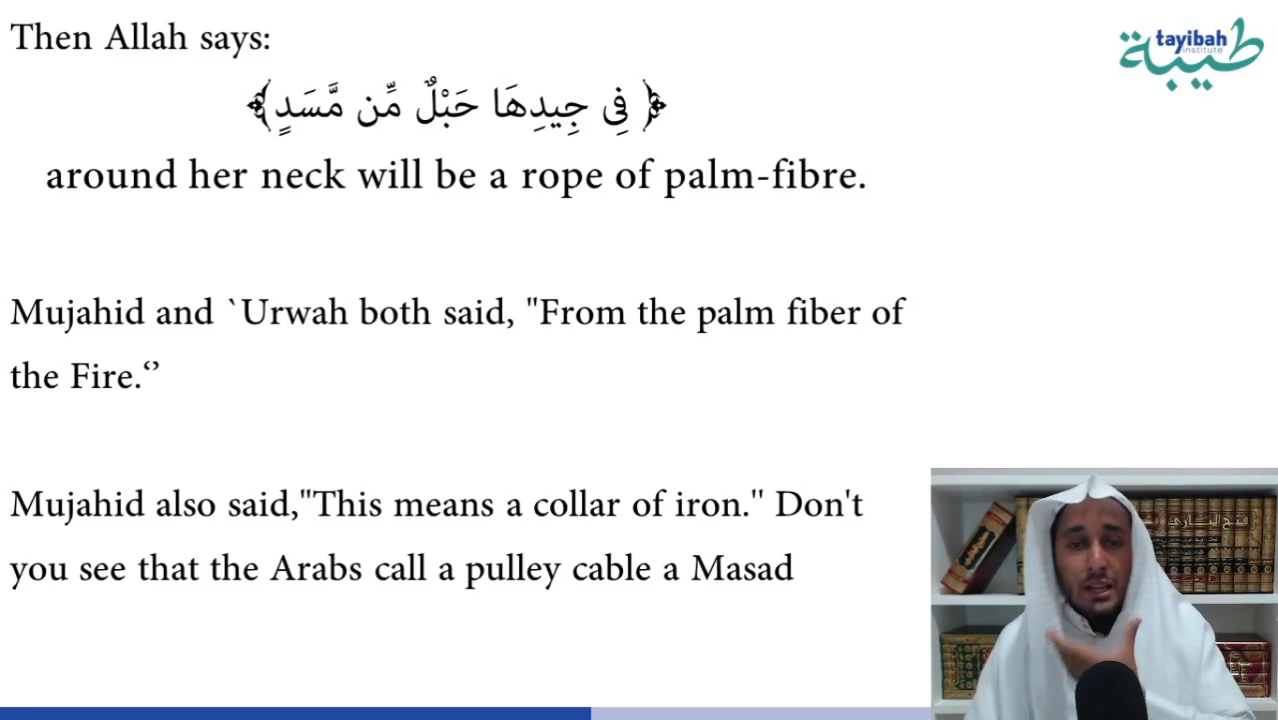 Then Allah says:
tayibah
institute
طيبة
﴿ فِى جِيدِهَا حَبْلٌ مِّن مَّسَدٍ﴾
around her neck will be a rope of palm-fibre.
Mujahid and `Urwah both said, "From the palm fiber of
the Fire.‘’
Mujahid also said,"This means a collar of iron." Don't
you see that the Arabs call a pulley cable a Masad
فتح الباري